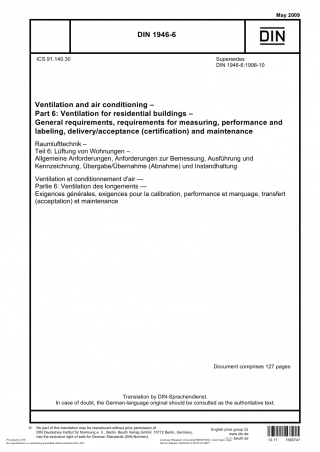 May 2009
DIN 1946-6
DIN
ICS 91.140.30
Supersedes
DIN 1946-6:1998-10
Ventilation and air conditioning –
Part 6: Ventilation for residential buildings –
General requirements, requirements for measuring, performance and
labeling, delivery/acceptance (certification) and maintenance
Raumlufttechnik –
Teil 6: Lüftung von Wohnungen –
Allgemeine Anforderungen, Anforderungen zur Bemessung, Ausführung und
Kennzeichnung, Übergabe/Übernahme (Abnahme) und Instandhaltung
Ventilation et conditionnement d'air —
Partie 6: Ventilation des longements —
Exigences générales, exigences pour la calibration, performance et marquage, transfert
(acceptation) et maintenance
Document comprises 127 pages
Translation by DIN-Sprachendienst.
In case of doubt, the German-language original should be consulted as the authoritative text.
© No part of this translation may be reproduced without prior permission of
DIN Deutsches Institut für Normung e. V., Berlin. Beuth Verlag GmbH, 10772 Berlin, Germany,
has the exclusive right of sale for German Standards (DIN-Normen).
English price group 32
www.din.de
www.beuth.de
12.11